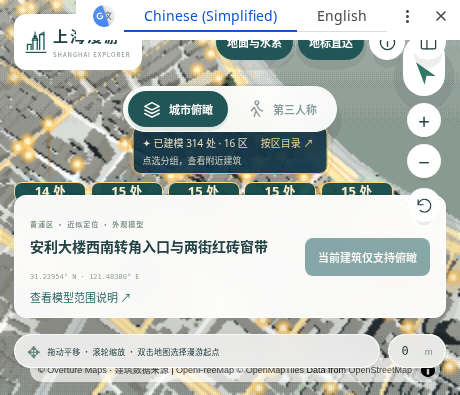 Chinese (Simplified)
English
上海漫游
SHANGHAI EXPLORER
地面与水系
地标直达
城市俯瞰
第三人称
✦ 已建模 314 处 · 16 区 按区目录 ↗
点选分组，查看附近建筑
14 处
15 处
15 处
15 处
15 处
黄浦区 · 近似定位 · 外观模型
安利大楼西南转角入口与两街红砖窗带
31.23954° N · 121.48380° E
当前建筑仅支持俯瞰
查看模型范围说明 ↗
拖动平移 · 滚轮缩放 · 双击地图选择漫游起点
0 m
© Overture Maps · 建筑数据来源 | OpenFreeMap © OpenMapTiles Data from OpenStreetMap